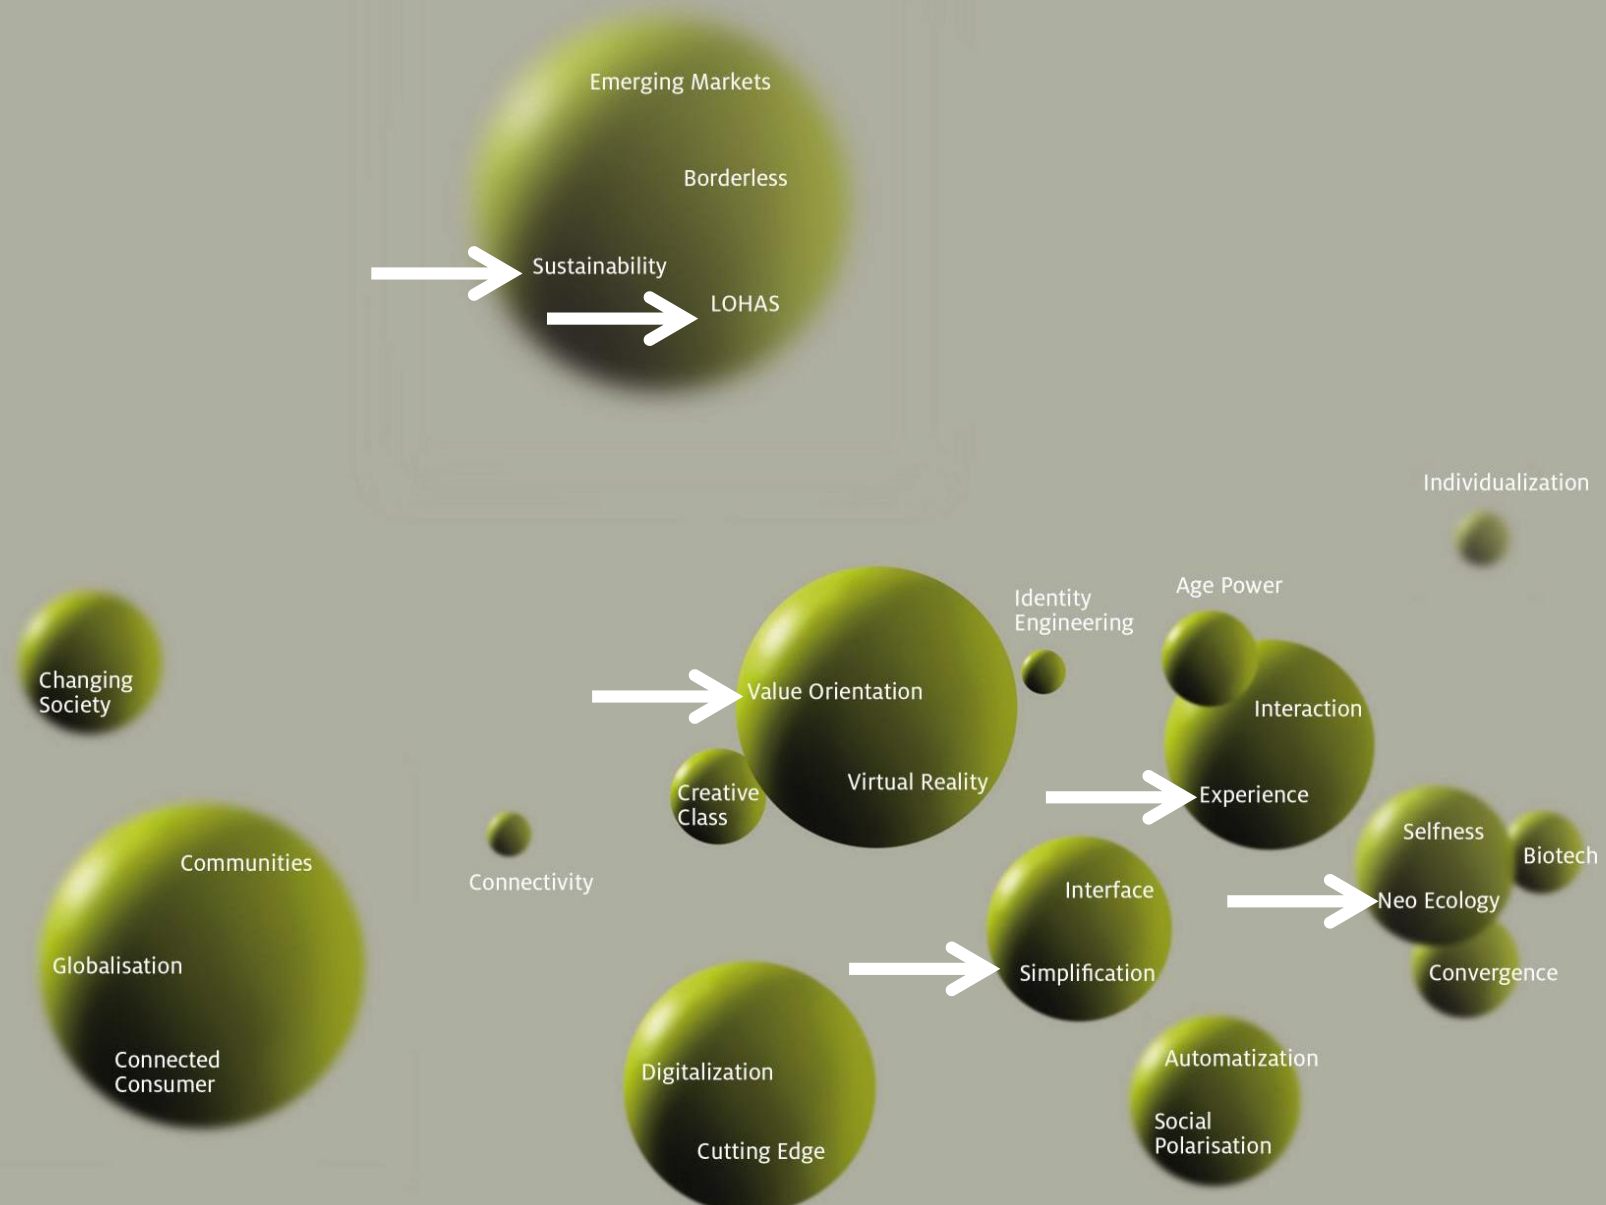 Emerging Markets
Borderless
Sustainability
LOHAS
Individualization
Age Power
Identity
Engineering
Changing
Society
Value Orientation
Interaction
Virtual Reality
Creative
Class
Experience
Selfness
Biotech
Communities
Connectivity
Interface
Neo Ecology
Globalisation
Simplification
Convergence
Connected
Consumer
Digitalization
Automatization
Cutting Edge
Social
Polarisation